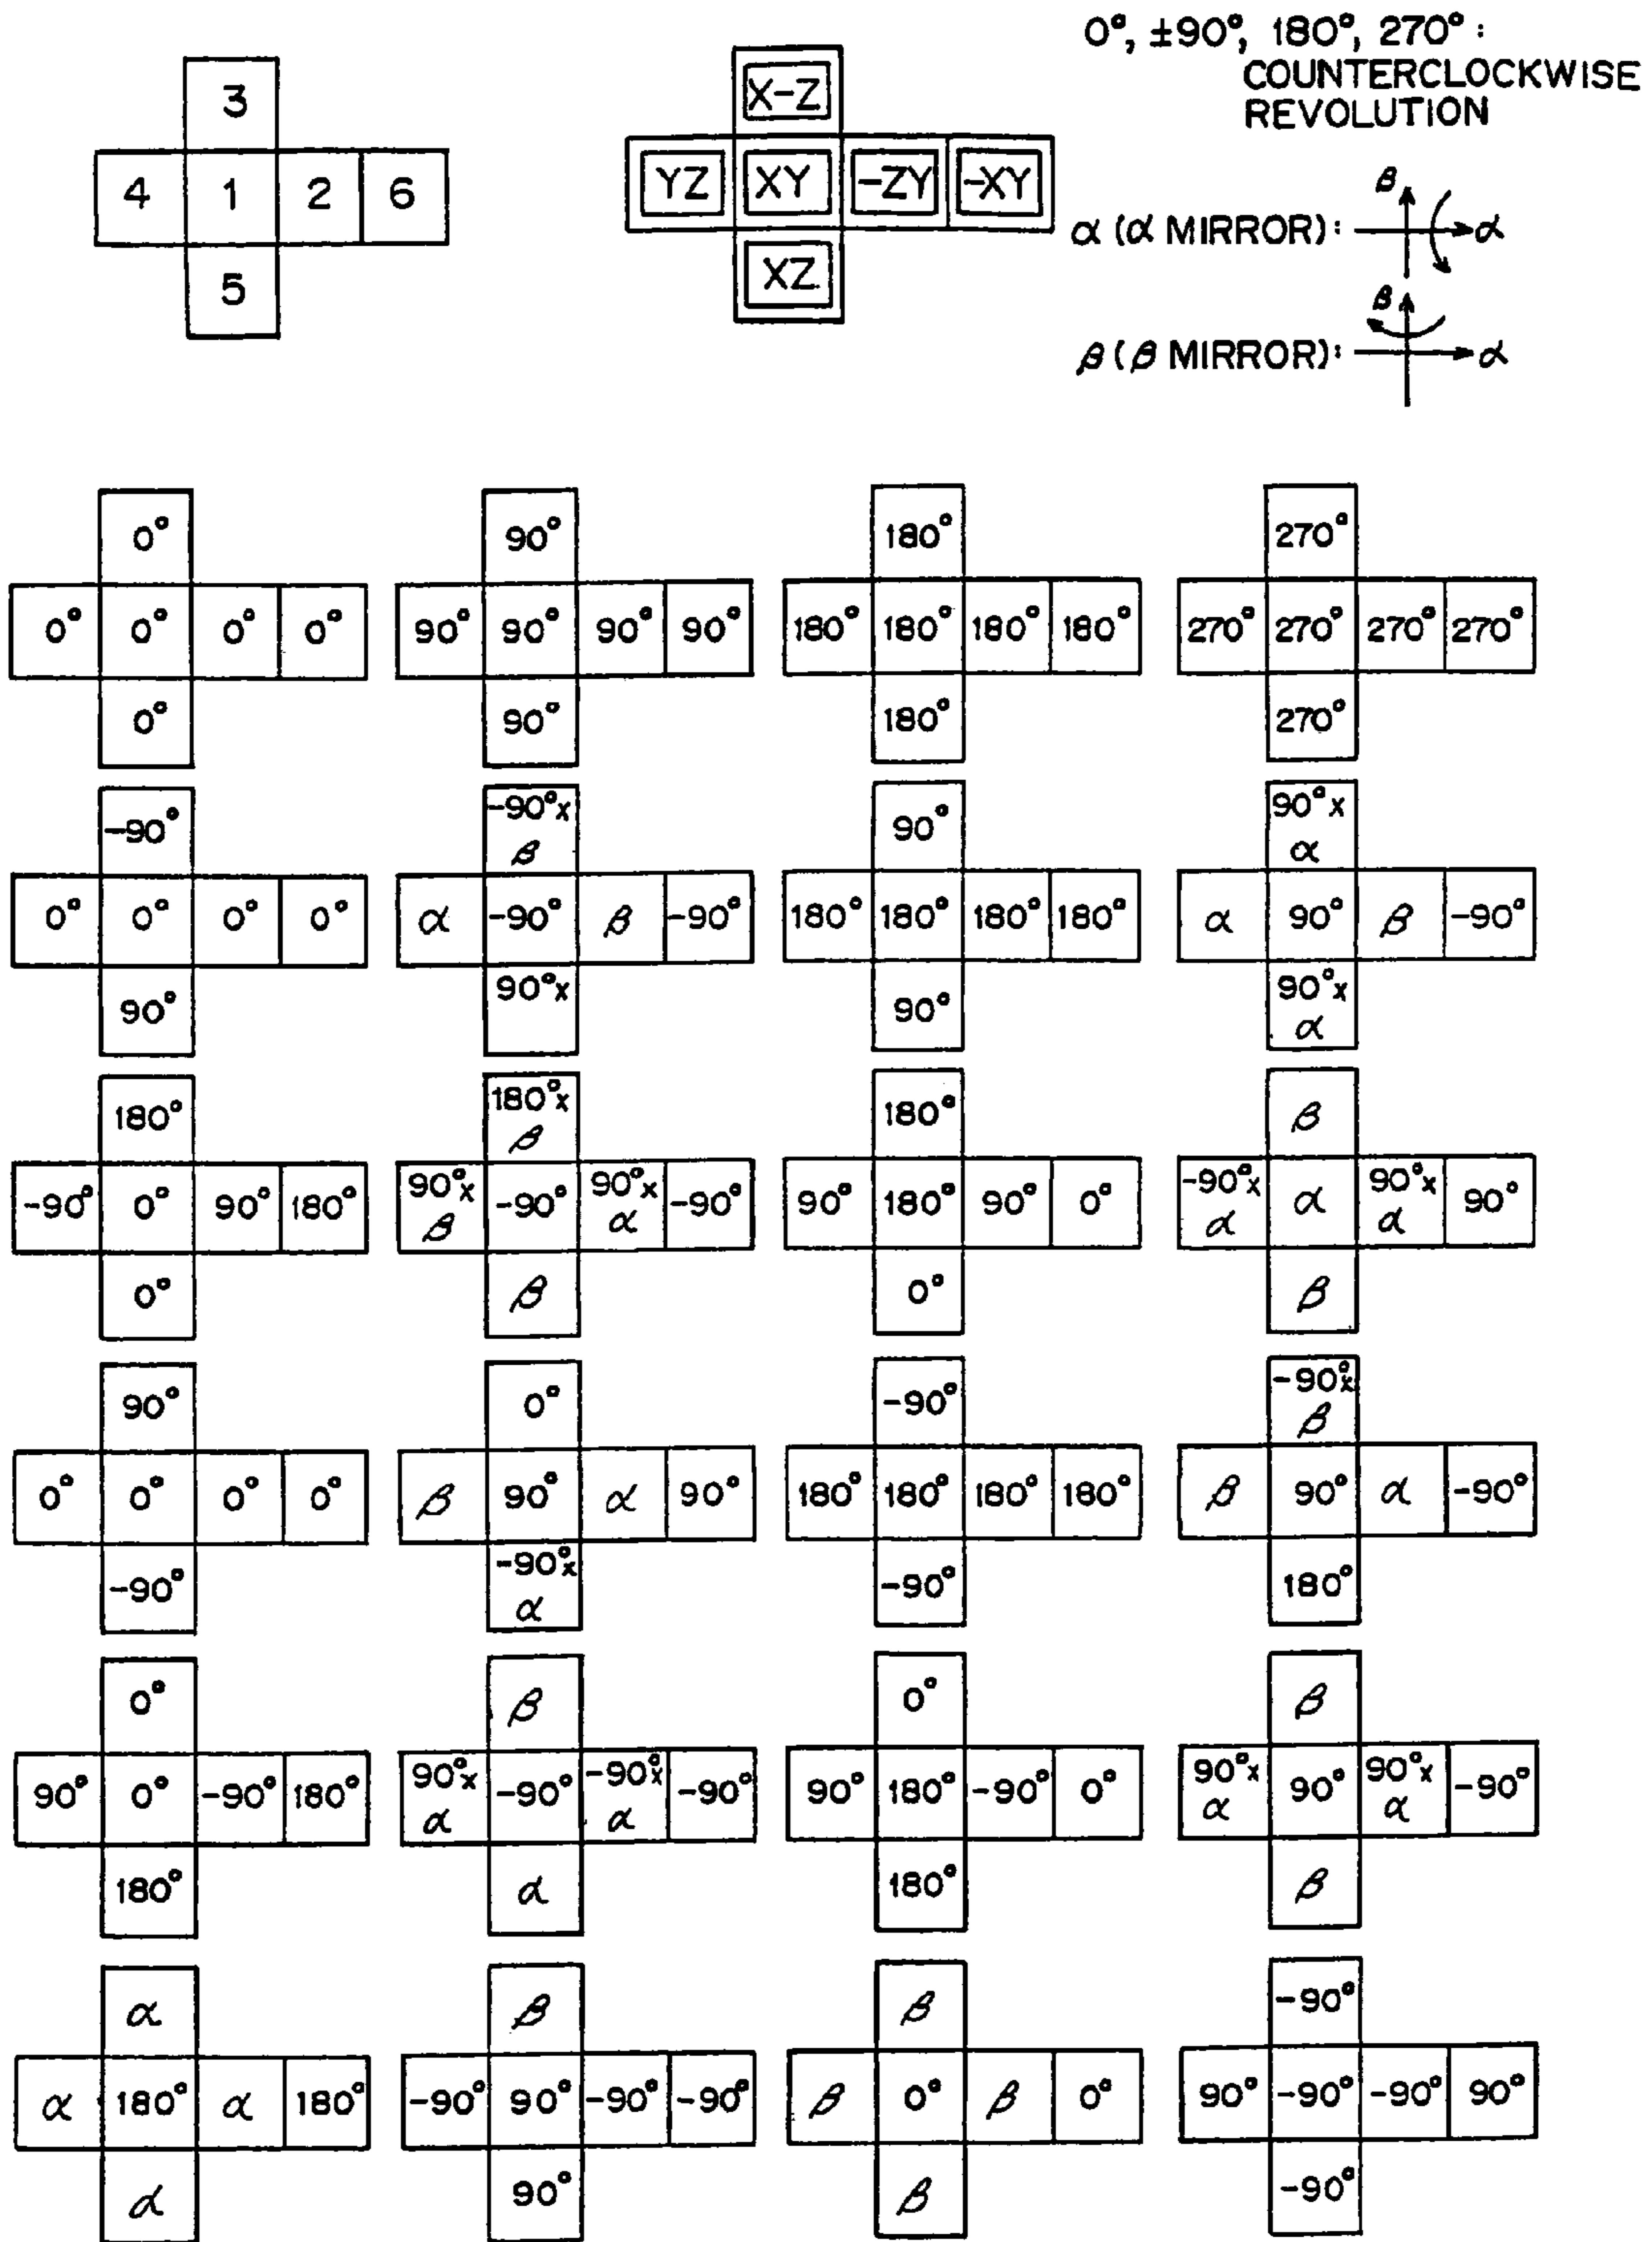 3
4 1 2 6
5
X-Z
YZ XY -ZY -XY
XZ
0°, ±90°, 180°, 270° :
COUNTERCLOCKWISE
REVOLUTION
β
α (α MIRROR): α
β
β (β MIRROR): α
0° 90° 180° 270°
0° 0° 0° 0° 90° 90° 90° 90° 180° 180° 180° 180° 270° 270° 270° 270°
0° 90° 180° 270°
-90° -90°x 90° 90°x
β α
0° 0° 0° 0° α -90° β -90° 180° 180° 180° 180° α 90° β -90°
90° 90°x 90° 90°x
α
180° 180°x 180° β
β
-90° 0° 90° 180° 90°x -90° 90°x -90° 90° 180° 90° 0° -90°x α 90°x 90°
β α α α
0° β 0° β
90° 0° -90° -90°x
β
0° 0° 0° 0° β 90° α 90° 180° 180° 180° 180° β 90° α -90°
-90° -90°x -90° 180°
α
0° β 0° β
90° 0° -90° 180° 90°x -90° -90°x -90° 90° 180° -90° 0° 90°x 90° 90°x -90°
α α α α
180° α 180° β
α β β -90°
α 180° α 180° -90° 90° -90° -90° β 0° β 0° 90° -90° -90° 90°
α 90° β -90°